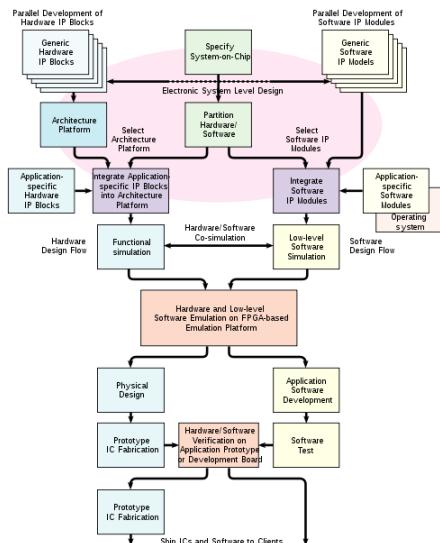 Parallel Development of
Hardware IP Blocks
Parallel Development of
Software IP Modules
Generic
Hardware
IP Blocks
Specify
System-on-Chip
Generic
Software
IP Models
Electronic System Level Design
Architecture
Platform
Select
Architecture
Platform
Partition
Hardware/
Software
Select
Software IP
Modules
Application-
specific
Hardware
IP Blocks
Integrate Application-
specific IP Blocks
into Architecture
Platform
Integrate
Software
IP Modules
Application-
specific
Software
Modules
Operating
system
Hardware
Design Flow
Functional
simulation
Hardware/Software
Co-simulation
Low-level
Software
Simulation
Software
Design Flow
Hardware and Low-level
Software Emulation on FPGA-based
Emulation Platform
Physical
Design
Application
Software
Development
Prototype
IC Fabrication
Hardware/Software
Verification on
Application Prototype
or Development Board
Software
Test
Prototype
IC Fabrication
Ship ICs and Software to Clients